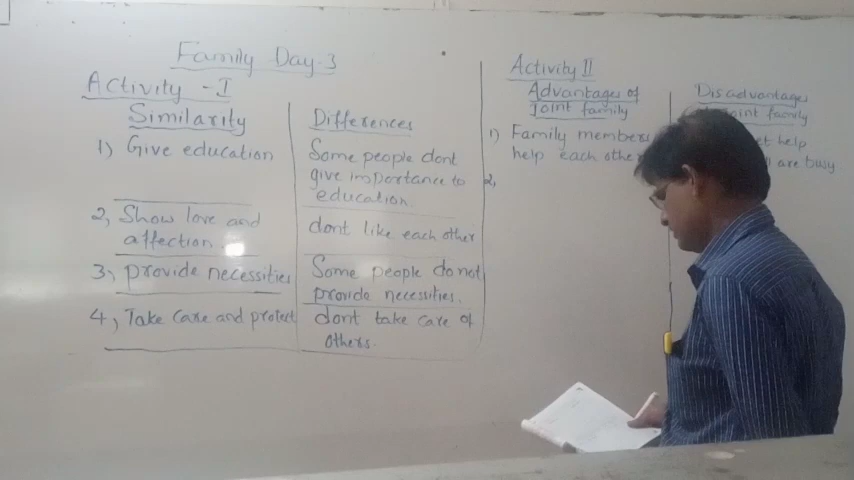 Family Day-3
Activity - I
Similarity
1) Give education
2, Show love and
affection.
3, provide necessities
4, Take care and protect
Differences
Some people dont
give importance to
education.
dont like each other
Some people do not
provide necessities.
dont take care of
others.
Activity II
Advantages of
Joint family
1) Family members
help each other
2,
Disadvantages
joint family
help
are busy